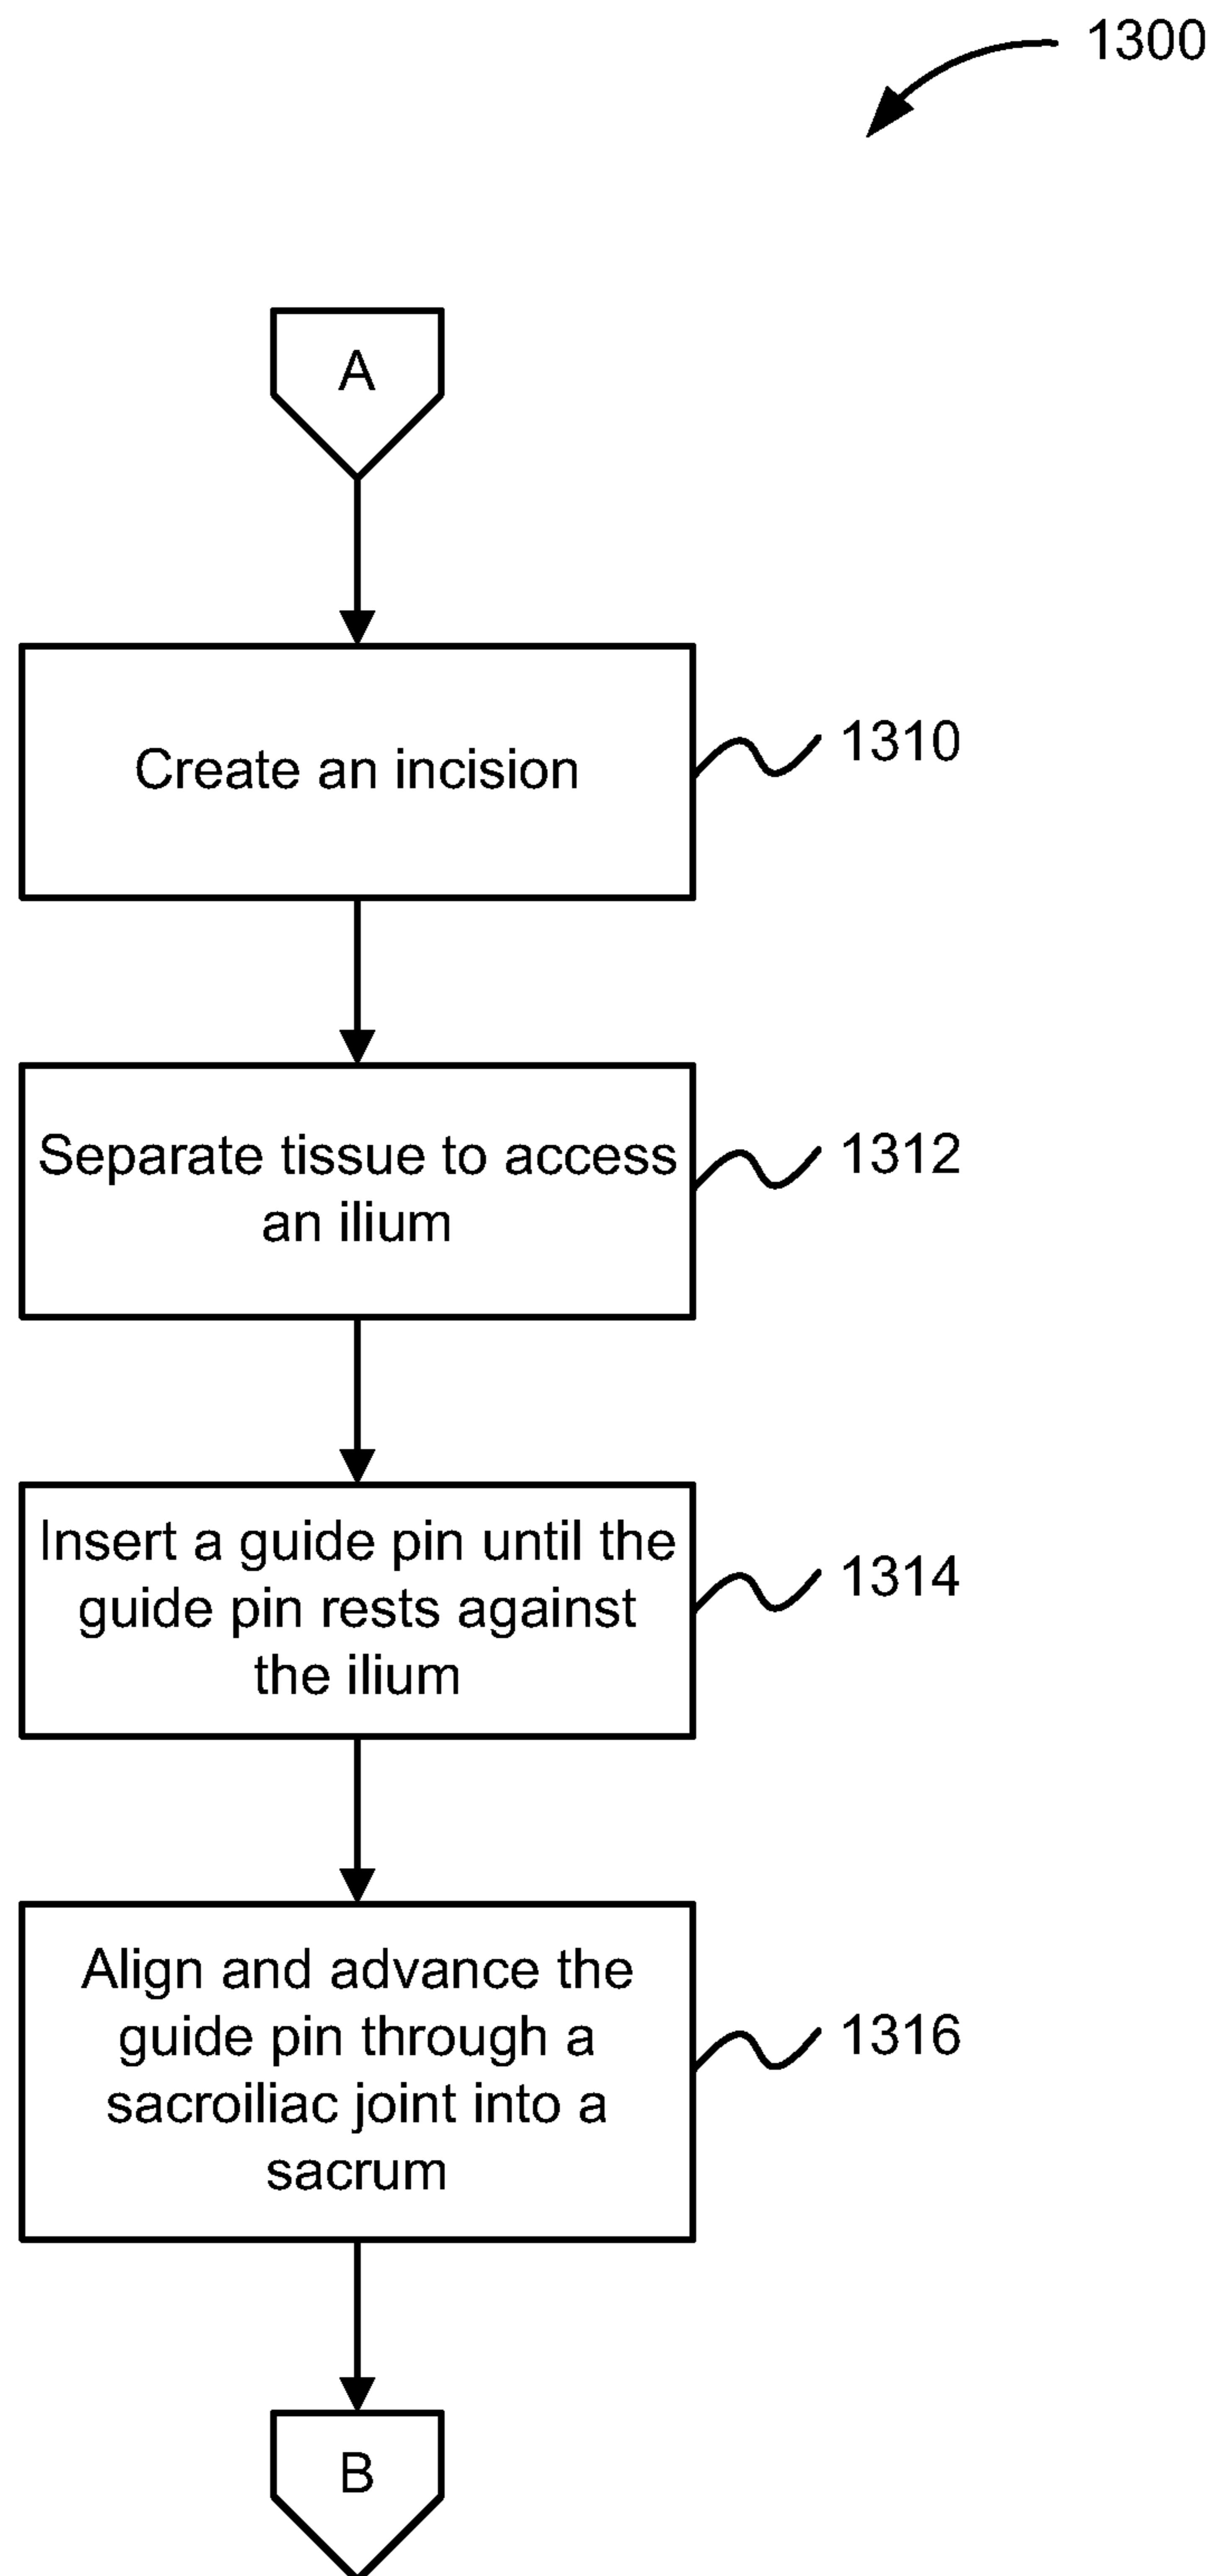 1300
A
Create an incision
1310
Separate tissue to access
an ilium
1312
Insert a guide pin until the
guide pin rests against
the ilium
1314
Align and advance the
guide pin through a
sacroiliac joint into a
sacrum
1316
B